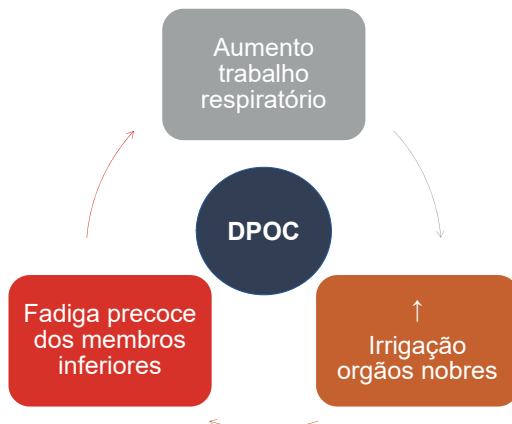 Aumento
trabalho
respiratório
DPOC
Fadiga precoce
dos membros
inferiores
↑
Irrigação
orgãos nobres